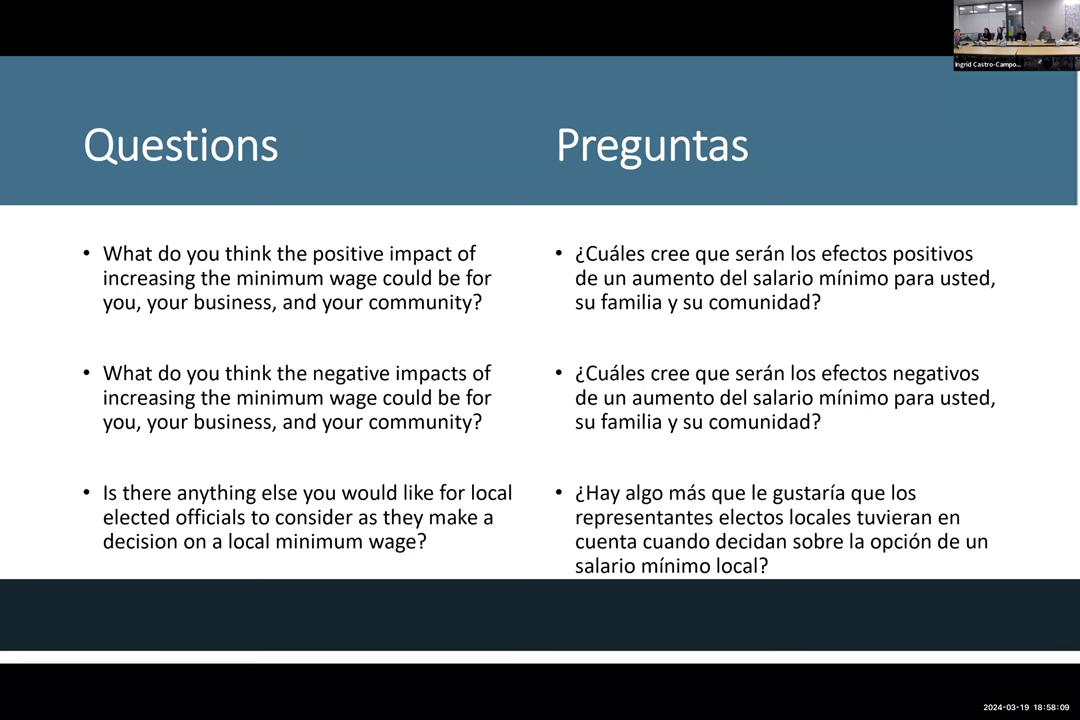 Ingrid Castro-Campo...
Questions
• What do you think the positive impact of
increasing the minimum wage could be for
you, your business, and your community?
• What do you think the negative impacts of
increasing the minimum wage could be for
you, your business, and your community?
• Is there anything else you would like for local
elected officials to consider as they make a
decision on a local minimum wage?
Preguntas
• ¿Cuáles cree que serán los efectos positivos
de un aumento del salario mínimo para usted,
su familia y su comunidad?
• ¿Cuáles cree que serán los efectos negativos
de un aumento del salario mínimo para usted,
su familia y su comunidad?
• ¿Hay algo más que le gustaría que los
representantes electos locales tuvieran en
cuenta cuando decidan sobre la opción de un
salario mínimo local?
2024-03-19 18:58:09